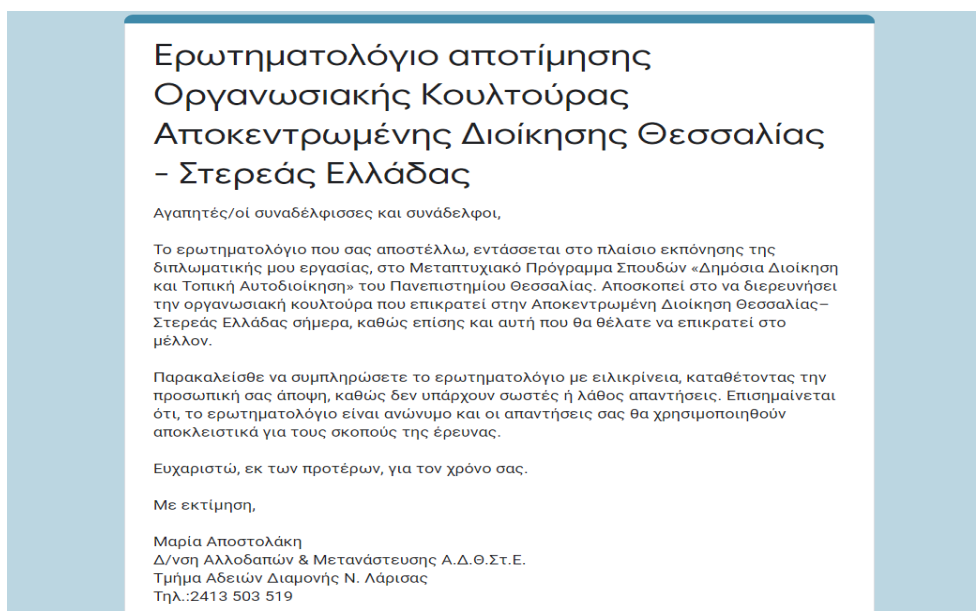 Ερωτηματολόγιο αποτίμησης
Οργανωσιακής Κουλτούρας
Αποκεντρωμένης Διοίκησης Θεσσαλίας
- Στερεάς Ελλάδας
Αγαπητές/οί συναδέλφισσες και συνάδελφοι,
Το ερωτηματολόγιο που σας αποστέλλω, εντάσσεται στο πλαίσιο εκπόνησης της
διπλωματικής μου εργασίας, στο Μεταπτυχιακό Πρόγραμμα Σπουδών «Δημόσια Διοίκηση
και Τοπική Αυτοδιοίκηση» του Πανεπιστημίου Θεσσαλίας. Αποσκοπεί στο να διερευνήσει
την οργανωσιακή κουλτούρα που επικρατεί στην Αποκεντρωμένη Διοίκηση Θεσσαλίας–
Στερεάς Ελλάδας σήμερα, καθώς επίσης και αυτή που θα θέλατε να επικρατεί στο
μέλλον.
Παρακαλείσθε να συμπληρώσετε το ερωτηματολόγιο με ειλικρίνεια, καταθέτοντας την
προσωπική σας άποψη, καθώς δεν υπάρχουν σωστές ή λάθος απαντήσεις. Επισημαίνεται
ότι, το ερωτηματολόγιο είναι ανώνυμο και οι απαντήσεις σας θα χρησιμοποιηθούν
αποκλειστικά για τους σκοπούς της έρευνας.
Ευχαριστώ, εκ των προτέρων, για τον χρόνο σας.
Με εκτίμηση,
Μαρία Αποστολάκη
Δ/νση Αλλοδαπών & Μετανάστευσης Α.Δ.Θ.Στ.Ε.
Τμήμα Αδειών Διαμονής Ν. Λάρισας
Τηλ.:2413 503 519